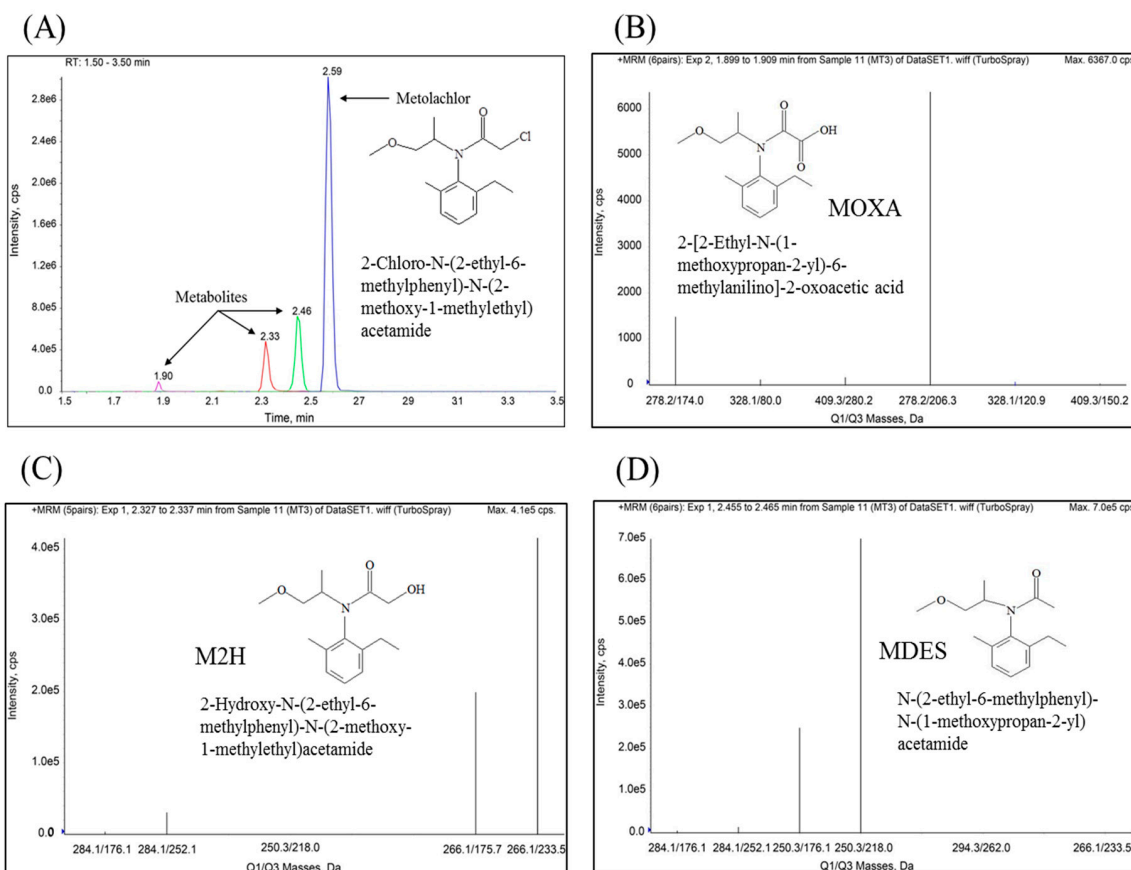 (A)
RT: 1.50 - 3.50 min
2.59
Metolachlor
O
Cl
O
N
2-Chloro-N-(2-ethyl-6-
methylphenyl)-N-(2-
methoxy-1-methylethyl)
acetamide
Metabolites
2.46
2.33
1.90
Intensity, cps
2.8e6
2.4e6
2.0e6
1.6e6
1.2e6
8.0e5
4.0e5
0.0
1.5 1.7 1.9 2.1 2.3 2.5 2.7 2.9 3.1 3.3 3.5
Time, min
(B)
+MRM (6pairs): Exp 2, 1.899 to 1.909 min from Sample 11 (MT3) of DataSET1. wiff (TurboSpray) Max. 6367.0 cps
O
OH
O
N
O
MOXA
2-[2-Ethyl-N-(1-
methoxypropan-2-yl)-6-
methylanilino]-2-oxoacetic acid
Intensity, cps
6000
5000
4000
3000
2000
1000
0
278.2/174.0 328.1/80.0 409.3/280.2 278.2/206.3 328.1/120.9 409.3/150.2
Q1/Q3 Masses, Da
(C)
+MRM (5pairs): Exp 1, 2.327 to 2.337 min from Sample 11 (MT3) of DataSET1. wiff (TurboSpray) Max. 4.1e5 cps.
O
OH
O
N
M2H
2-Hydroxy-N-(2-ethyl-6-
methylphenyl)-N-(2-methoxy-
1-methylethyl)acetamide
Intensity, cps
4.0e5
3.0e5
2.0e5
1.0e5
0.0
284.1/176.1 284.1/252.1 250.3/218.0 266.1/175.7 266.1/233.5
Q1/Q3 Masses, Da
(D)
+MRM (6pairs): Exp 1, 2.455 to 2.465 min from Sample 11 (MT3) of DataSET1. wiff (TurboSpray) Max. 7.0e5 cps
O
O
N
MDES
N-(2-ethyl-6-methylphenyl)-
N-(1-methoxypropan-2-yl)
acetamide
Intensity, cps
7.0e5
6.0e5
5.0e5
4.0e5
3.0e5
2.0e5
1.0e5
0.0
284.1/176.1 284.1/252.1 250.3/176.1 250.3/218.0 294.3/262.0 266.1/233.5
Q1/Q3 Masses, Da